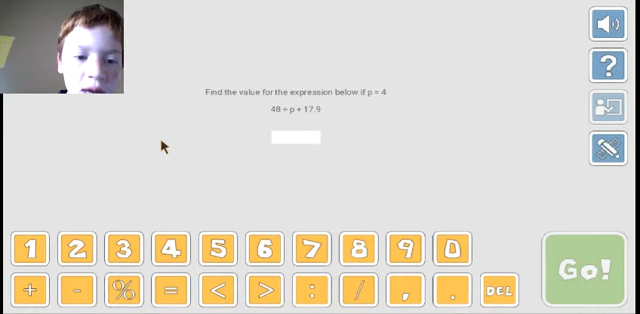 Find the value for the expression below if p = 4
48 ÷ p + 17.9
?
1 2 3 4 5 6 7 8 9 0
+ - % = < > : / , . DEL
Go!